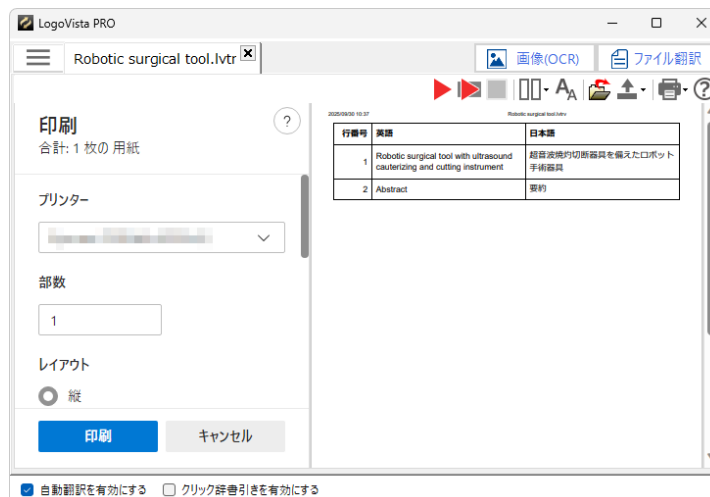 LogoVista PRO
Robotic surgical tool.lvtr
画像(OCR)
ファイル翻訳
印刷
合計: 1 枚の 用紙
?
プリンター
部数
1
レイアウト
縦
印刷
キャンセル
2025/09/30 10:37
Robotic surgical tool.lvtrv
行番号 英語 日本語
1 Robotic surgical tool with ultrasound cauterizing and cutting instrument 超音波焼灼切断器具を備えたロボット手術器具
2 Abstract 要約
自動翻訳を有効にする
クリック辞書引きを有効にする